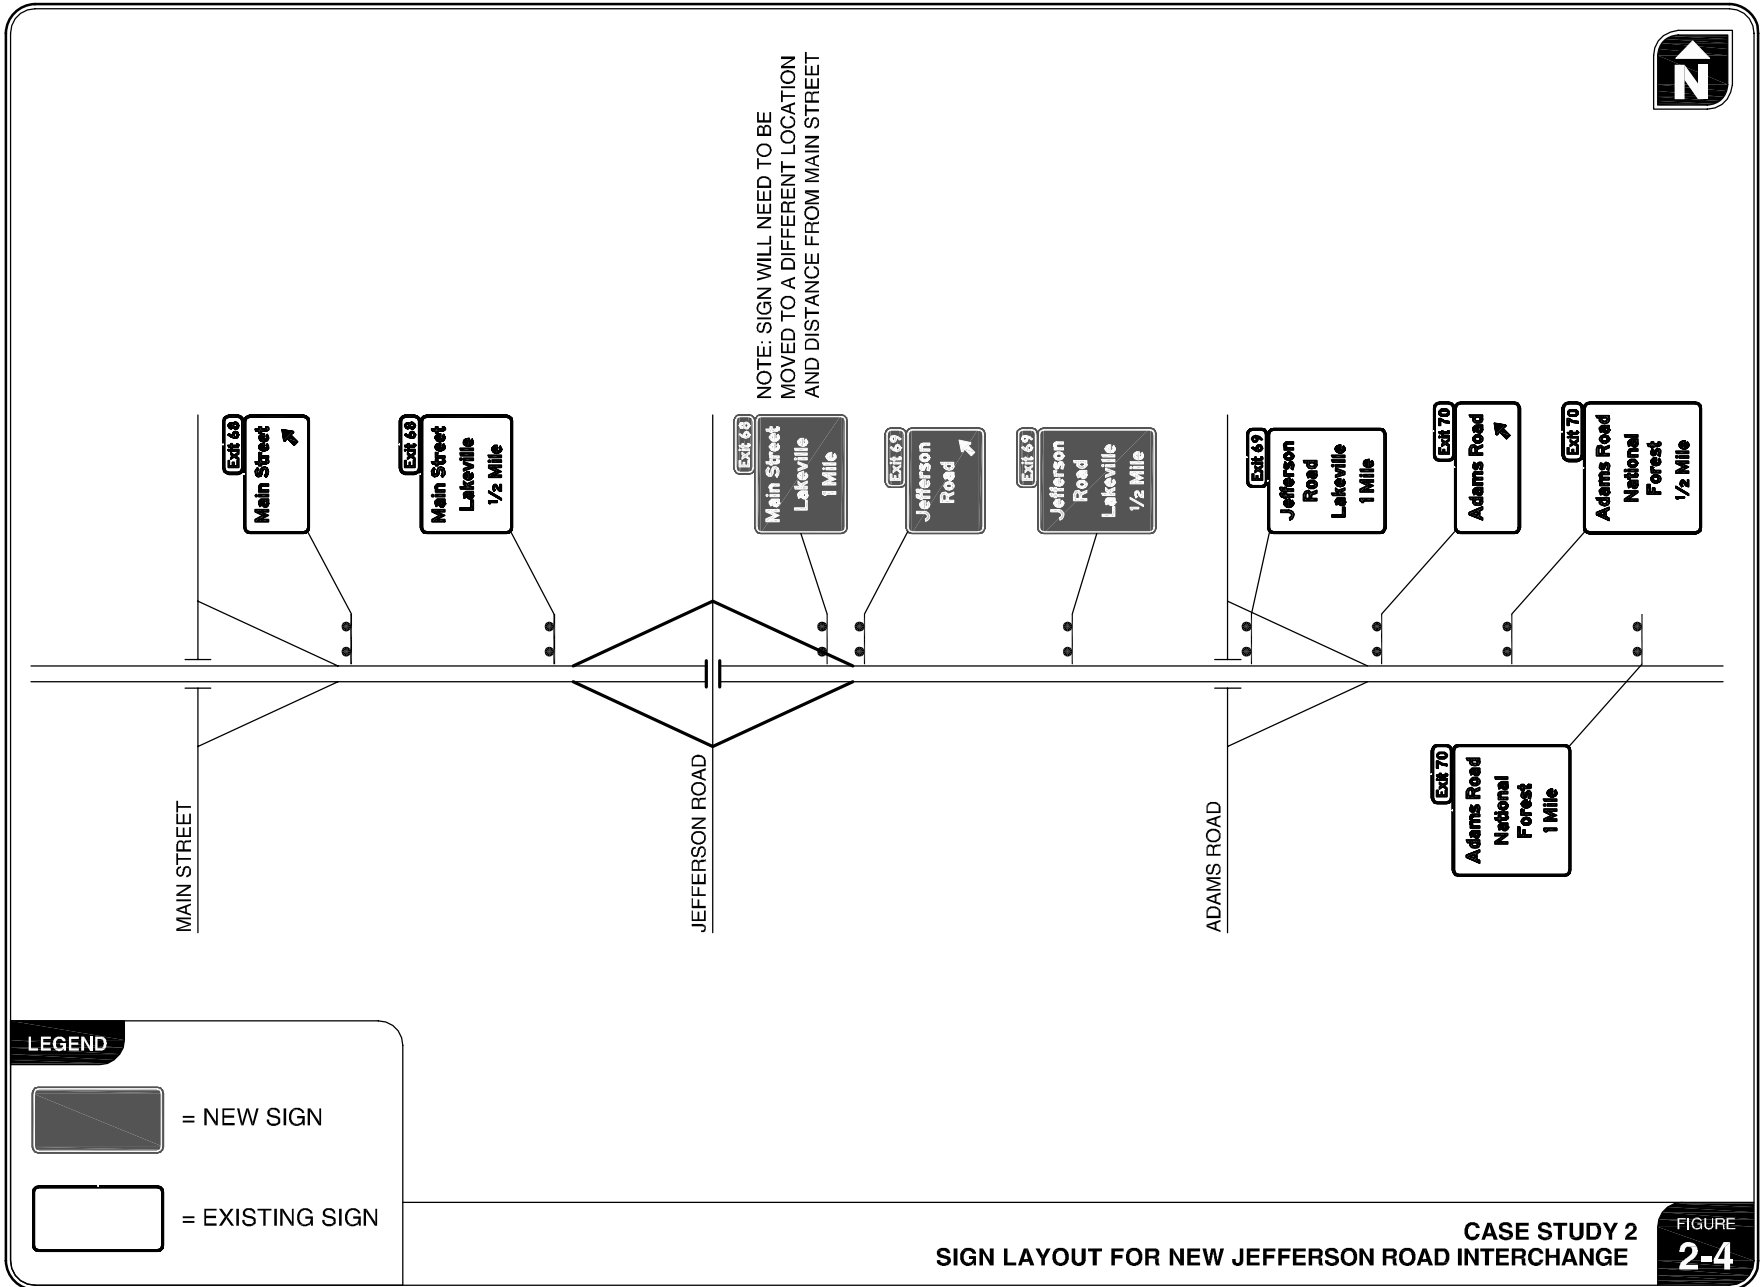 N
NOTE: SIGN WILL NEED TO BE
MOVED TO A DIFFERENT LOCATION
AND DISTANCE FROM MAIN STREET
Exit 68
Main Street
Exit 68
Main Street
Lakeville
1/2 Mile
Exit 68
Main Street
Lakeville
1 Mile
Exit 69
Jefferson
Road
Exit 69
Jefferson
Road
Lakeville
1/2 Mile
Exit 69
Jefferson
Road
Lakeville
1 Mile
Exit 70
Adams Road
Exit 70
Adams Road
National
Forest
1/2 Mile
Exit 70
Adams Road
National
Forest
1 Mile
MAIN STREET
JEFFERSON ROAD
ADAMS ROAD
LEGEND
= NEW SIGN
= EXISTING SIGN
CASE STUDY 2
SIGN LAYOUT FOR NEW JEFFERSON ROAD INTERCHANGE
FIGURE
2-4